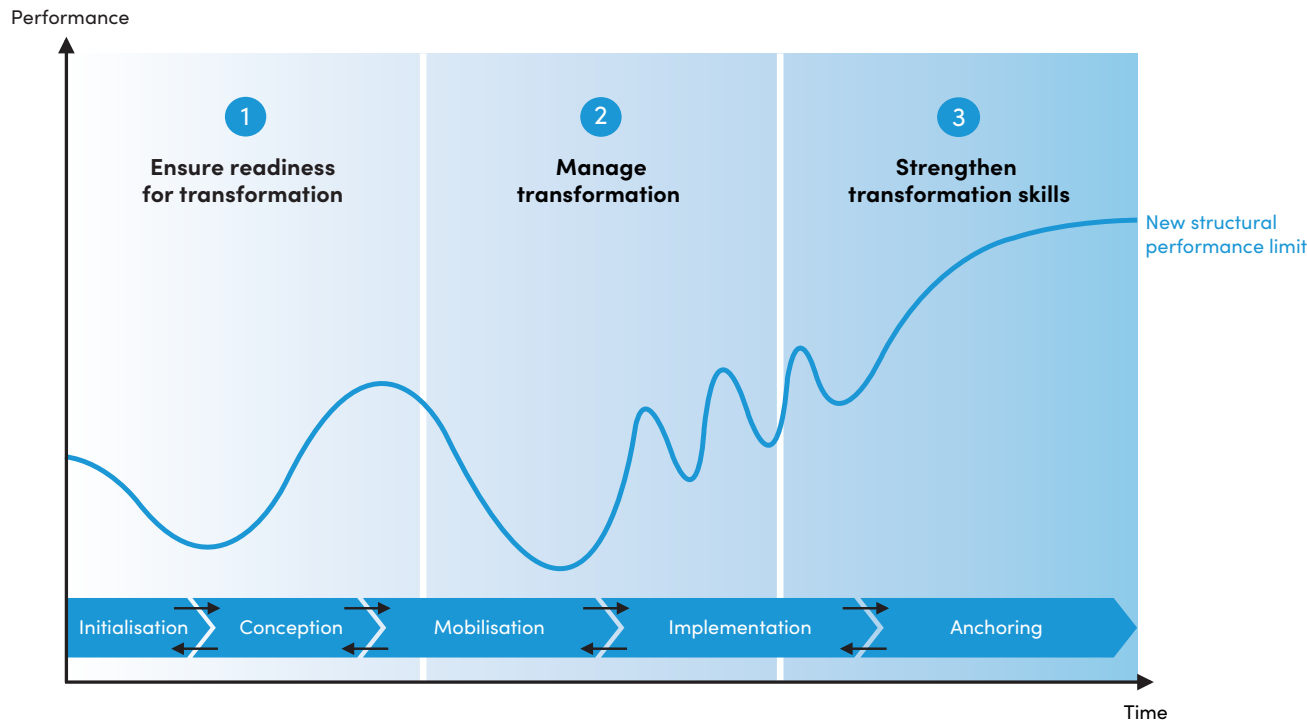 Performance
1
Ensure readiness
for transformation
2
Manage
transformation
3
Strengthen
transformation skills
New structural
performance limit
Initialisation
Conception
Mobilisation
Implementation
Anchoring
Time